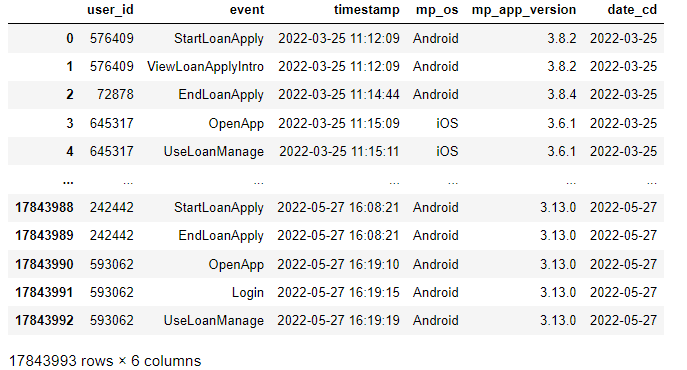 user_id event timestamp mp_os mp_app_version date_cd
0 576409 StartLoanApply 2022-03-25 11:12:09 Android 3.8.2 2022-03-25
1 576409 ViewLoanApplyIntro 2022-03-25 11:12:09 Android 3.8.2 2022-03-25
2 72878 EndLoanApply 2022-03-25 11:14:44 Android 3.8.4 2022-03-25
3 645317 OpenApp 2022-03-25 11:15:09 iOS 3.6.1 2022-03-25
4 645317 UseLoanManage 2022-03-25 11:15:11 iOS 3.6.1 2022-03-25
... ... ... ... ... ... ...
17843988 242442 StartLoanApply 2022-05-27 16:08:21 Android 3.13.0 2022-05-27
17843989 242442 EndLoanApply 2022-05-27 16:08:21 Android 3.13.0 2022-05-27
17843990 593062 OpenApp 2022-05-27 16:19:10 Android 3.13.0 2022-05-27
17843991 593062 Login 2022-05-27 16:19:15 Android 3.13.0 2022-05-27
17843992 593062 UseLoanManage 2022-05-27 16:19:19 Android 3.13.0 2022-05-27
17843993 rows × 6 columns